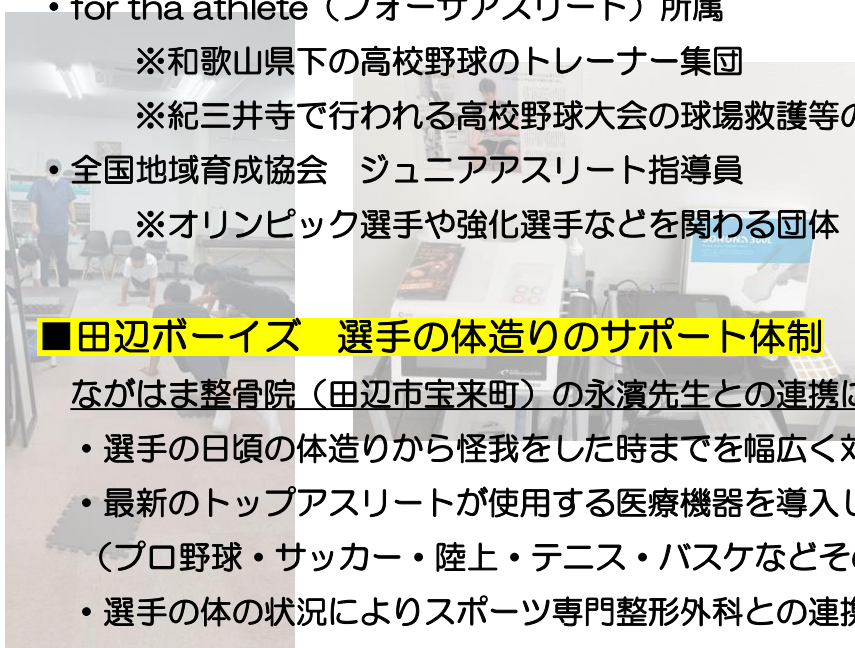 ・for tha athlete（フォーザアスリート）所属
※和歌山県下の高校野球のトレーナー集団
※紀三井寺で行われる高校野球大会の球場救護等の
・全国地域育成協会　ジュニアアスリート指導員
※オリンピック選手や強化選手などを関わる団体
■田辺ボーイズ　選手の体造りのサポート体制
ながはま整骨院（田辺市宝来町）の永濱先生との連携に
・選手の日頃の体造りから怪我をした時までを幅広く対
・最新のトップアスリートが使用する医療機器を導入し
（プロ野球・サッカー・陸上・テニス・バスケなどその
・選手の体の状況によりスポーツ専門整形外科との連携